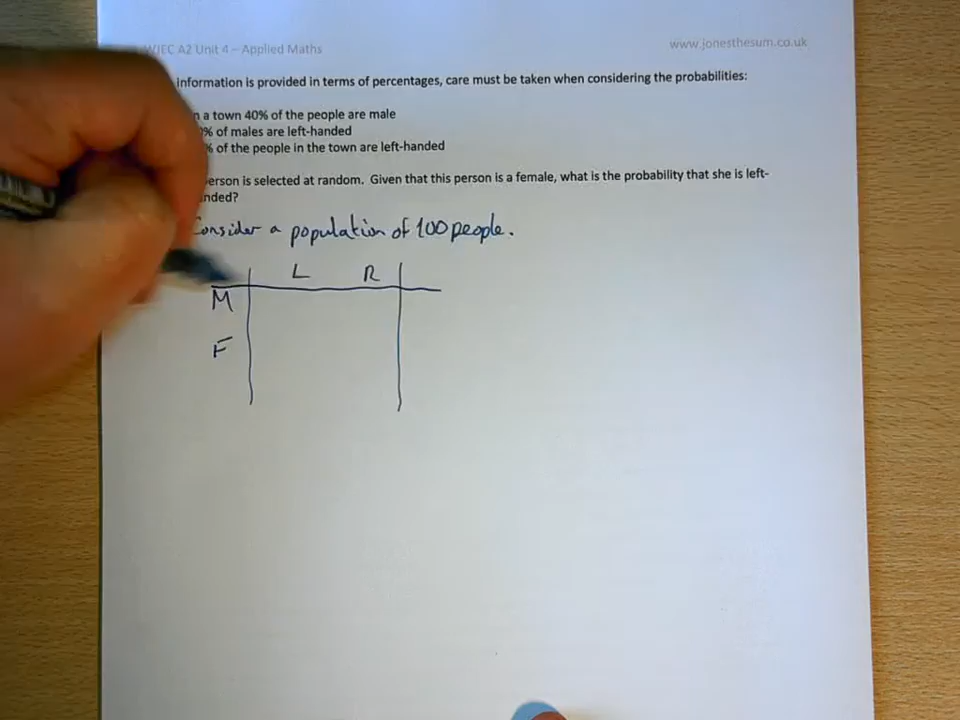 WJEC A2 Unit 4 – Applied Maths www.jonesthesum.co.uk
information is provided in terms of percentages, care must be taken when considering the probabilities:
a town 40% of the people are male
% of males are left-handed
% of the people in the town are left-handed
person is selected at random. Given that this person is a female, what is the probability that she is left-
Consider a population of 100 people.
L R
M
F